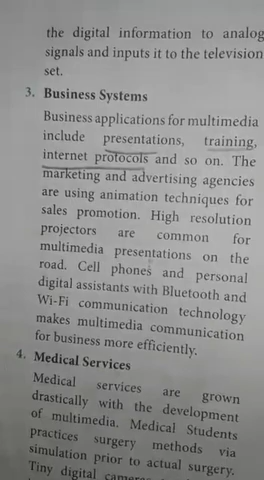 the digital information to analog
signals and inputs it to the television
set.
3. Business Systems
Business applications for multimedia
include presentations, training,
internet protocols and so on. The
marketing and advertising agencies
are using animation techniques for
sales promotion. High resolution
projectors are common for
multimedia presentations on the
road. Cell phones and personal
digital assistants with Bluetooth and
Wi-Fi communication technology
makes multimedia communication
for business more efficiently.
4. Medical Services
Medical services are grown
drastically with the development
of multimedia. Medical Students
practices surgery methods via
simulation prior to actual surgery.
Tiny digital cameras